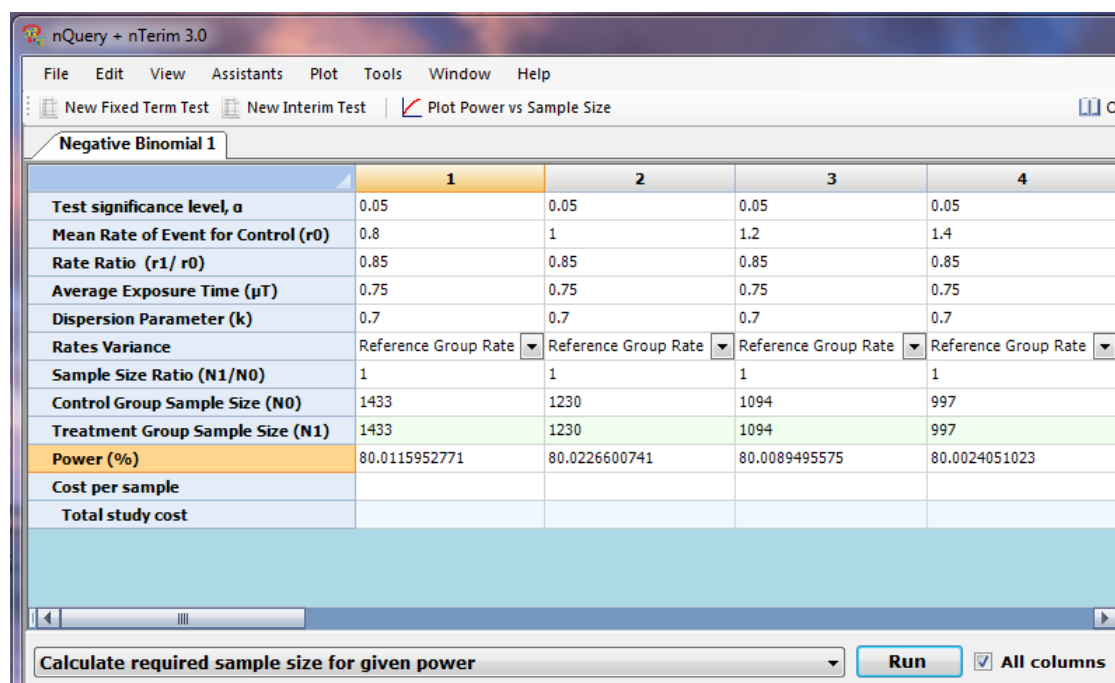 nQuery + nTerim 3.0
File Edit View Assistants Plot Tools Window Help
New Fixed Term Test New Interim Test Plot Power vs Sample Size
Negative Binomial 1
1 2 3 4
Test significance level, α 0.05 0.05 0.05 0.05
Mean Rate of Event for Control (r0) 0.8 1 1.2 1.4
Rate Ratio (r1/ r0) 0.85 0.85 0.85 0.85
Average Exposure Time (μT) 0.75 0.75 0.75 0.75
Dispersion Parameter (k) 0.7 0.7 0.7 0.7
Rates Variance Reference Group Rate Reference Group Rate Reference Group Rate Reference Group Rate
Sample Size Ratio (N1/N0) 1 1 1 1
Control Group Sample Size (N0) 1433 1230 1094 997
Treatment Group Sample Size (N1) 1433 1230 1094 997
Power (%) 80.0115952771 80.0226600741 80.0089495575 80.0024051023
Cost per sample
Total study cost
Calculate required sample size for given power Run All columns